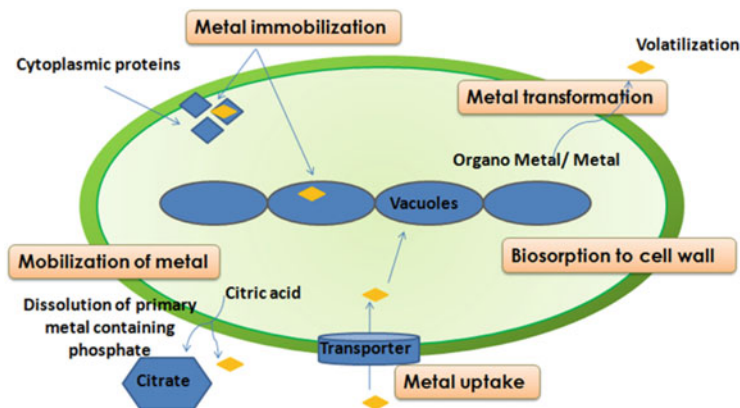 Metal immobilization
Volatilization
Cytoplasmic proteins
Metal transformation
Organo Metal/ Metal
Vacuoles
Mobilization of metal
Biosorption to cell wall
Citric acid
Dissolution of primary
metal containing
phosphate
Transporter
Citrate
Metal uptake